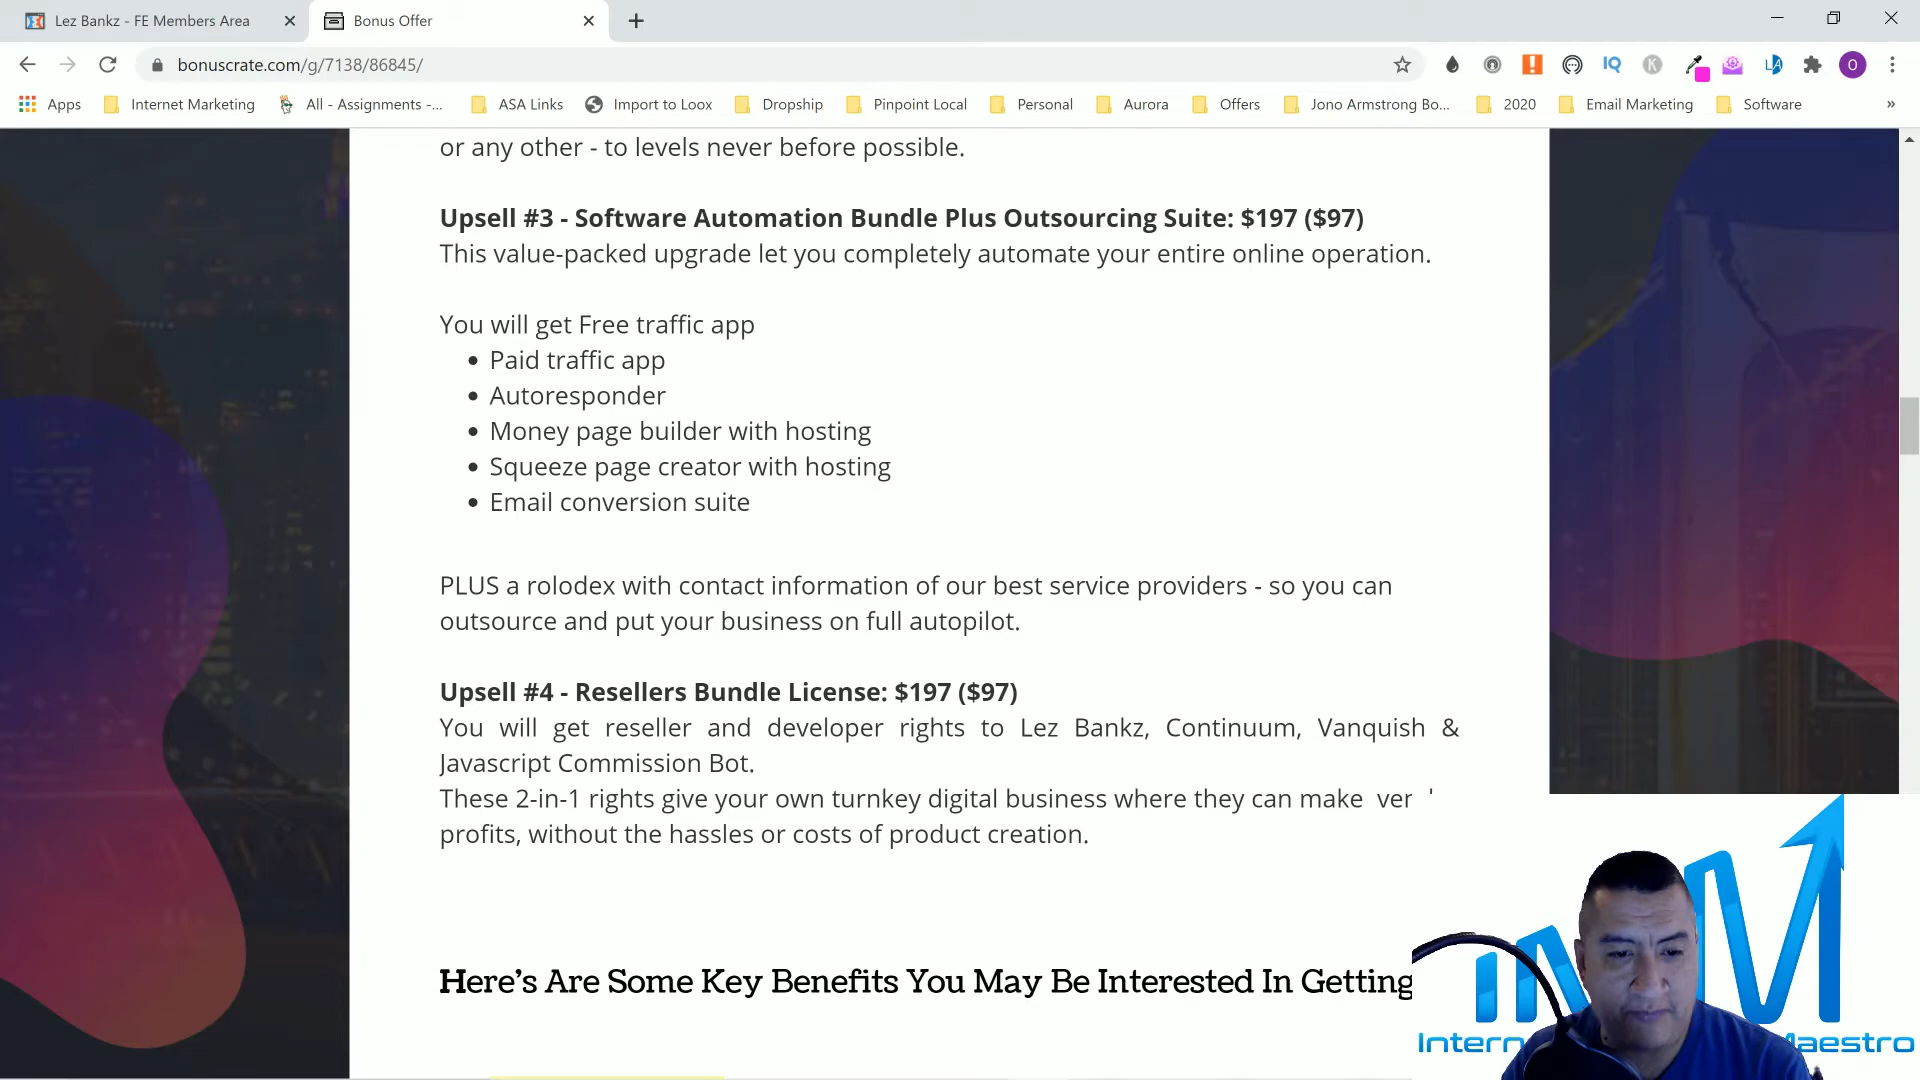 Lez Bankz - FE Members Area
Bonus Offer
bonuscrate.com/g/7138/86845/
IQ
K
LA
O
Apps
Internet Marketing
All - Assignments -...
ASA Links
Import to Loox
Dropship
Pinpoint Local
Personal
Aurora
Offers
Jono Armstrong Bo...
2020
Email Marketing
Software
»
or any other - to levels never before possible.
Upsell #3 - Software Automation Bundle Plus Outsourcing Suite: $197 ($97)
This value-packed upgrade let you completely automate your entire online operation.
You will get Free traffic app
• Paid traffic app
• Autoresponder
• Money page builder with hosting
• Squeeze page creator with hosting
• Email conversion suite
PLUS a rolodex with contact information of our best service providers - so you can
outsource and put your business on full autopilot.
Upsell #4 - Resellers Bundle License: $197 ($97)
You will get reseller and developer rights to Lez Bankz, Continuum, Vanquish &
Javascript Commission Bot.
These 2-in-1 rights give your own turnkey digital business where they can make
profits, without the hassles or costs of product creation.
Here's Are Some Key Benefits You May Be Interested In Getting